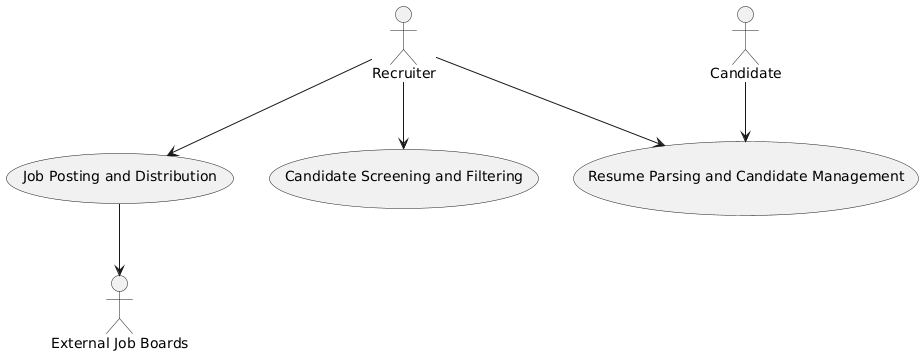 Recruiter
Candidate
Job Posting and Distribution
Candidate Screening and Filtering
Resume Parsing and Candidate Management
External Job Boards